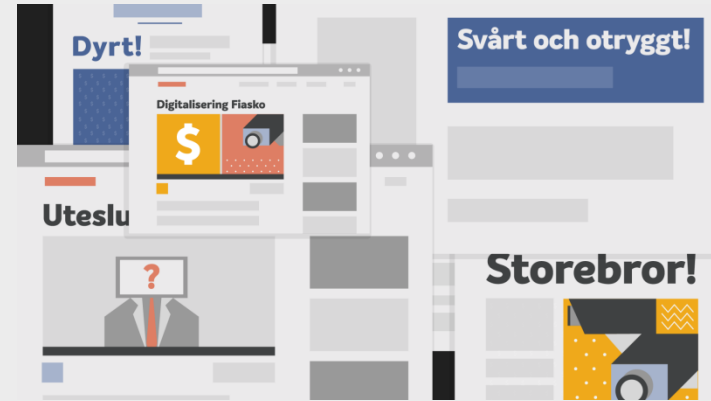 Dyrt!
Svårt och otryggt!
Digitalisering Fiasko
$
Uteslu
?
Storebror!